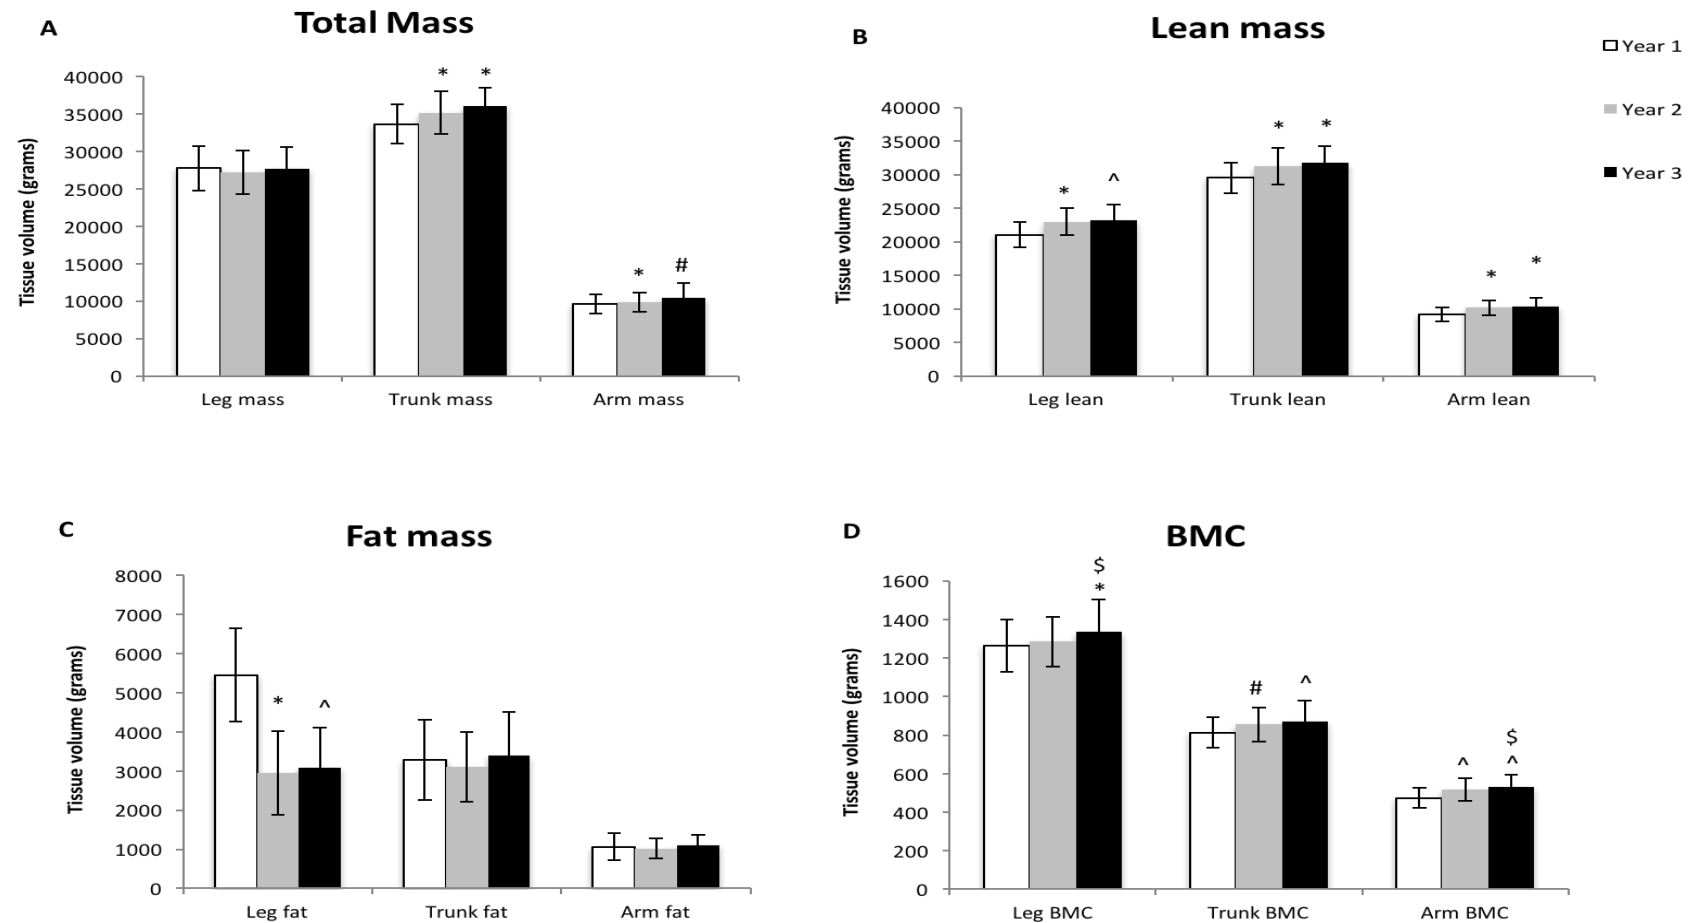 A
Total Mass
Tissue volume (grams)
40000
35000
30000
25000
20000
15000
10000
5000
0
* *
* #
Leg mass Trunk mass Arm mass
B
Lean mass
Year 1
Year 2
Year 3
Tissue volume (grams)
40000
35000
30000
25000
20000
15000
10000
5000
0
* ^
* *
* *
Leg lean Trunk lean Arm lean
C
Fat mass
Tissue volume (grams)
8000
7000
6000
5000
4000
3000
2000
1000
0
* ^
Leg fat Trunk fat Arm fat
D
BMC
Tissue volume (grams)
1600
1400
1200
1000
800
600
400
200
0
$
*
# ^
$
^ ^
Leg BMC Trunk BMC Arm BMC